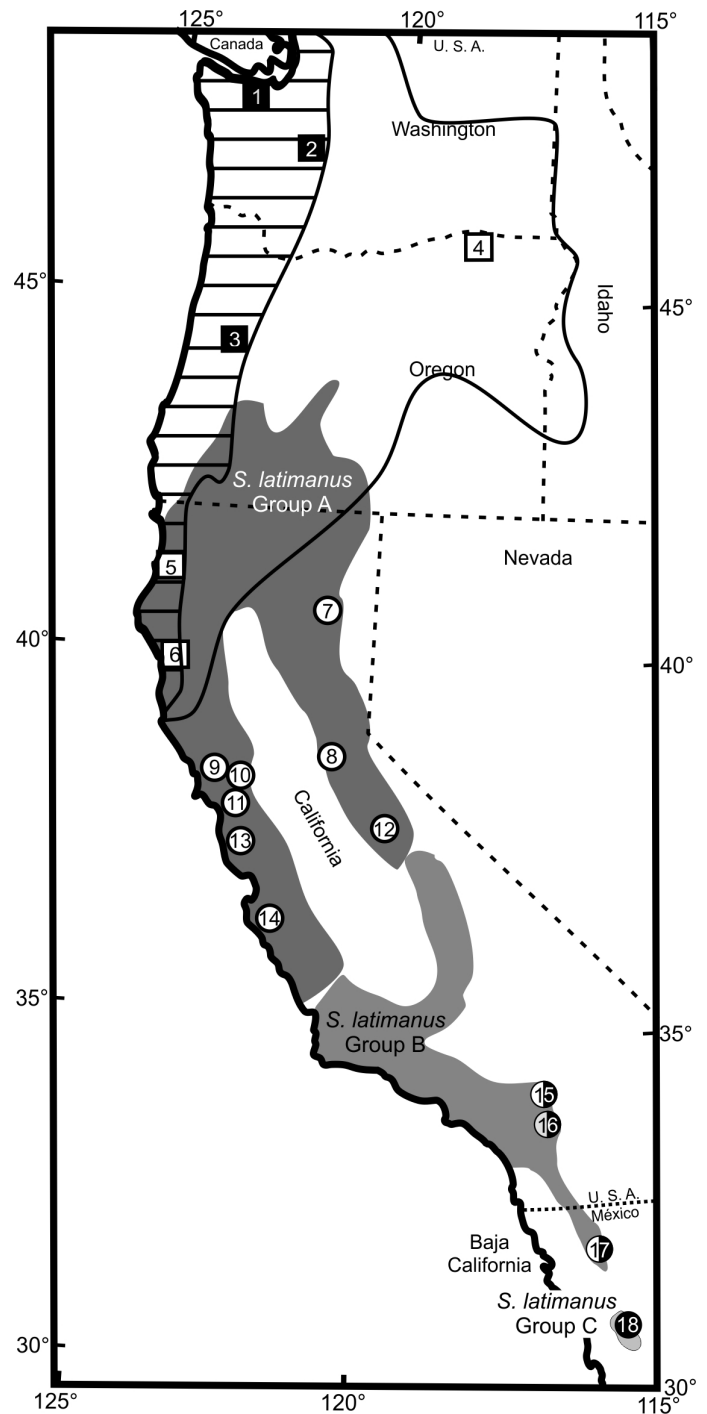 125°
120°
115°
Canada
U. S. A.
1
Washington
2
4
45°
45°
Idaho
3
Oregon
S. latimanus
Group A
Nevada
5
7
40°
40°
6
8
9
10
11
California
12
13
14
35°
35°
S. latimanus
Group B
15
16
U. S. A.
México
Baja
California
17
S. latimanus
Group C
18
30°
30°
125°
120°
115°